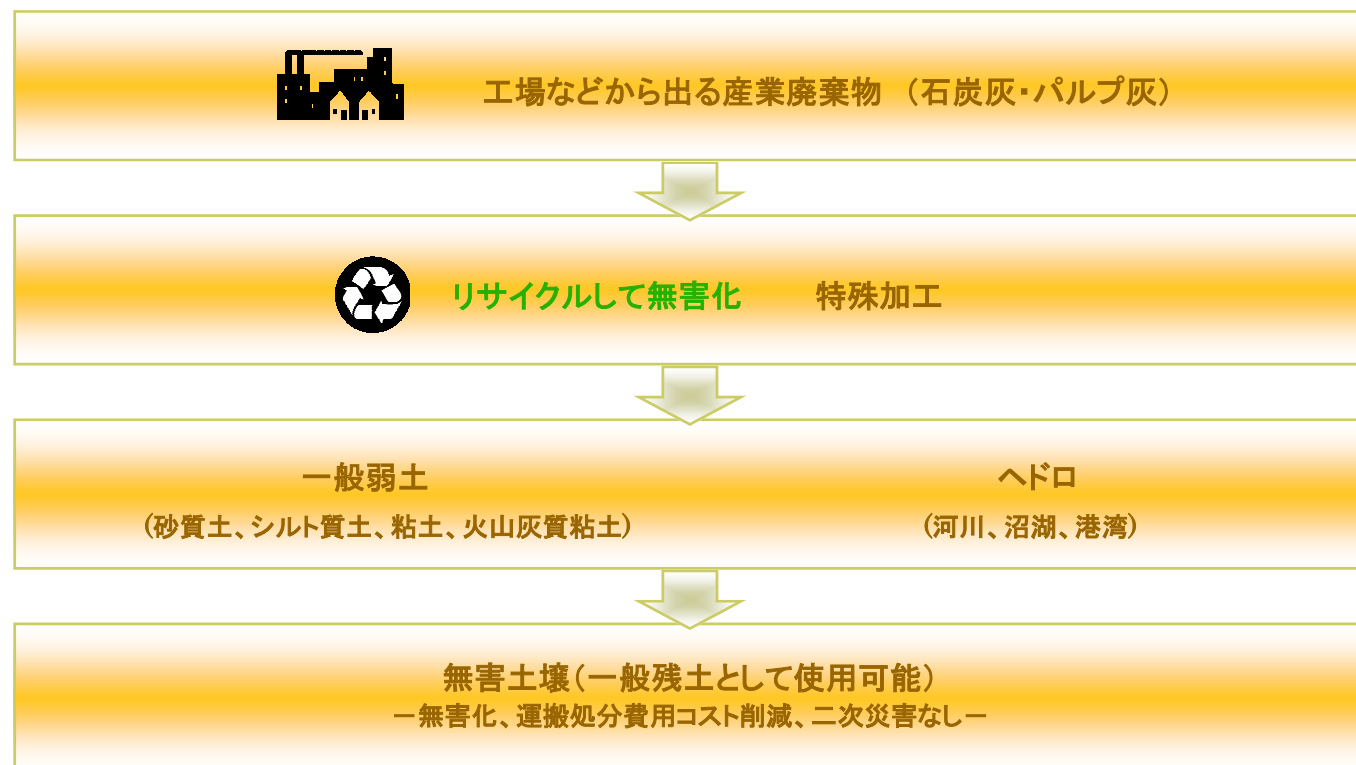 工場などから出る産業廃棄物 （石炭灰・パルプ灰）
リサイクルして無害化 特殊加工
一般弱土 ヘドロ
(砂質土、シルト質土、粘土、火山灰質粘土) (河川、沼湖、港湾)
無害土壌（一般残土として使用可能）
－無害化、運搬処分費用コスト削減、二次災害なし－